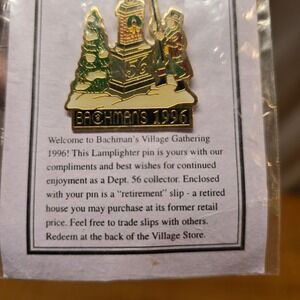 56
BACHMANS 1996
Welcome to Bachman's Village Gathering
1996! This Lamplighter pin is yours with our
compliments and best wishes for continued
enjoyment as a Dept. 56 collector. Enclosed
with your pin is a "retirement" slip - a retired
house you may purchase at its former retail
price. Feel free to trade slips with others.
Redeem at the back of the Village Store.